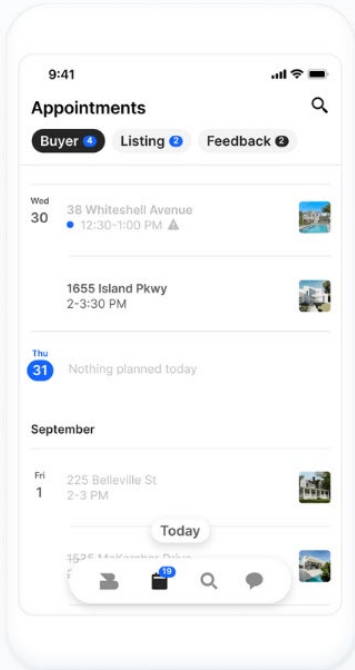 9:41
Appointments
Buyer 4 Listing 2 Feedback 2
Wed
30
38 Whiteshell Avenue
12:30-1:00 PM
1655 Island Pkwy
2-3:30 PM
Thu
31
Nothing planned today
September
Fri
1
225 Belleville St
2-3 PM
Today
1535
Drive
19